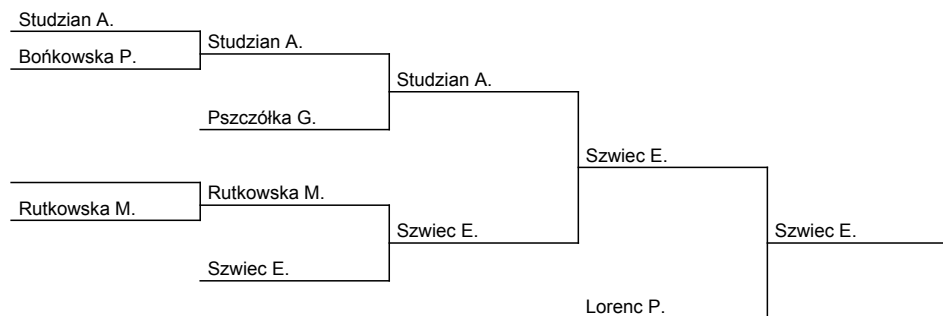 Studzian A.
Bońkowska P.
Studzian A.
Studzian A.
Pszczółka G.
Szwiec E.
Rutkowska M.
Rutkowska M.
Szwiec E.
Szwiec E.
Szwiec E.
Lorenc P.